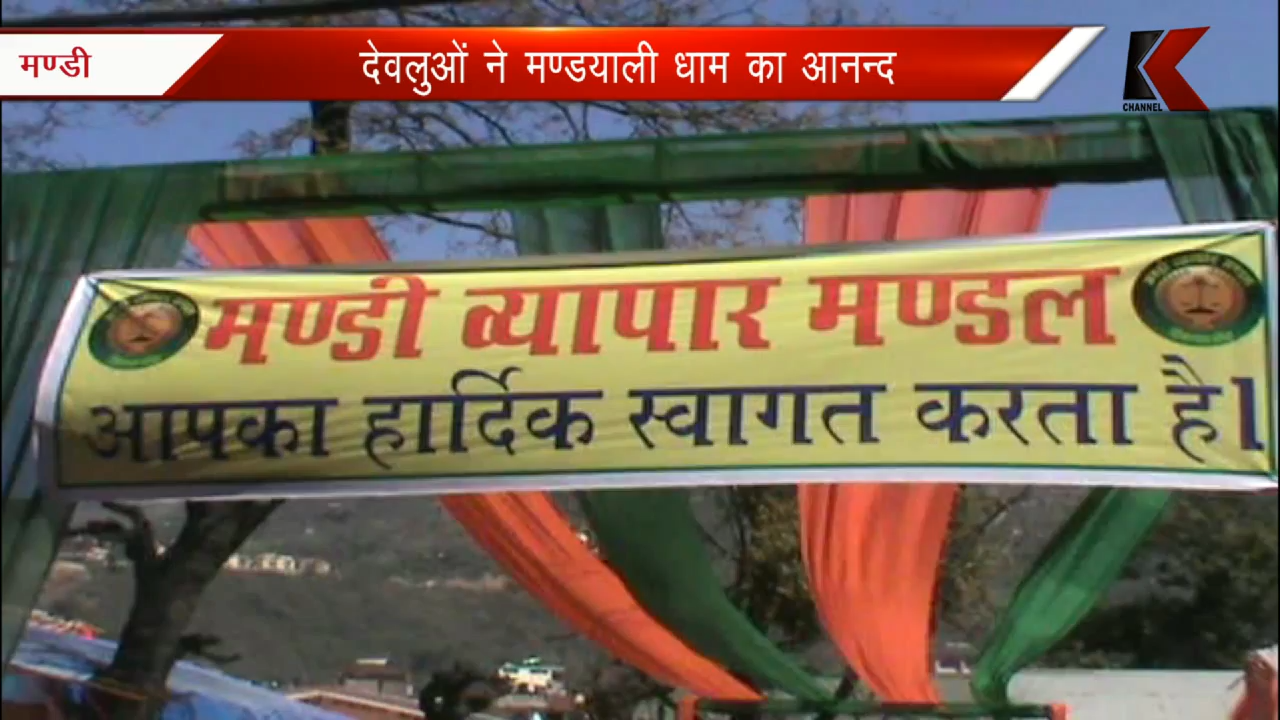 मण्डी
देवलुओं ने मण्डयाली धाम का आनन्द
K
CHANNEL
मण्डी व्यापार मण्डल
आपका हार्दिक स्वागत करता है।